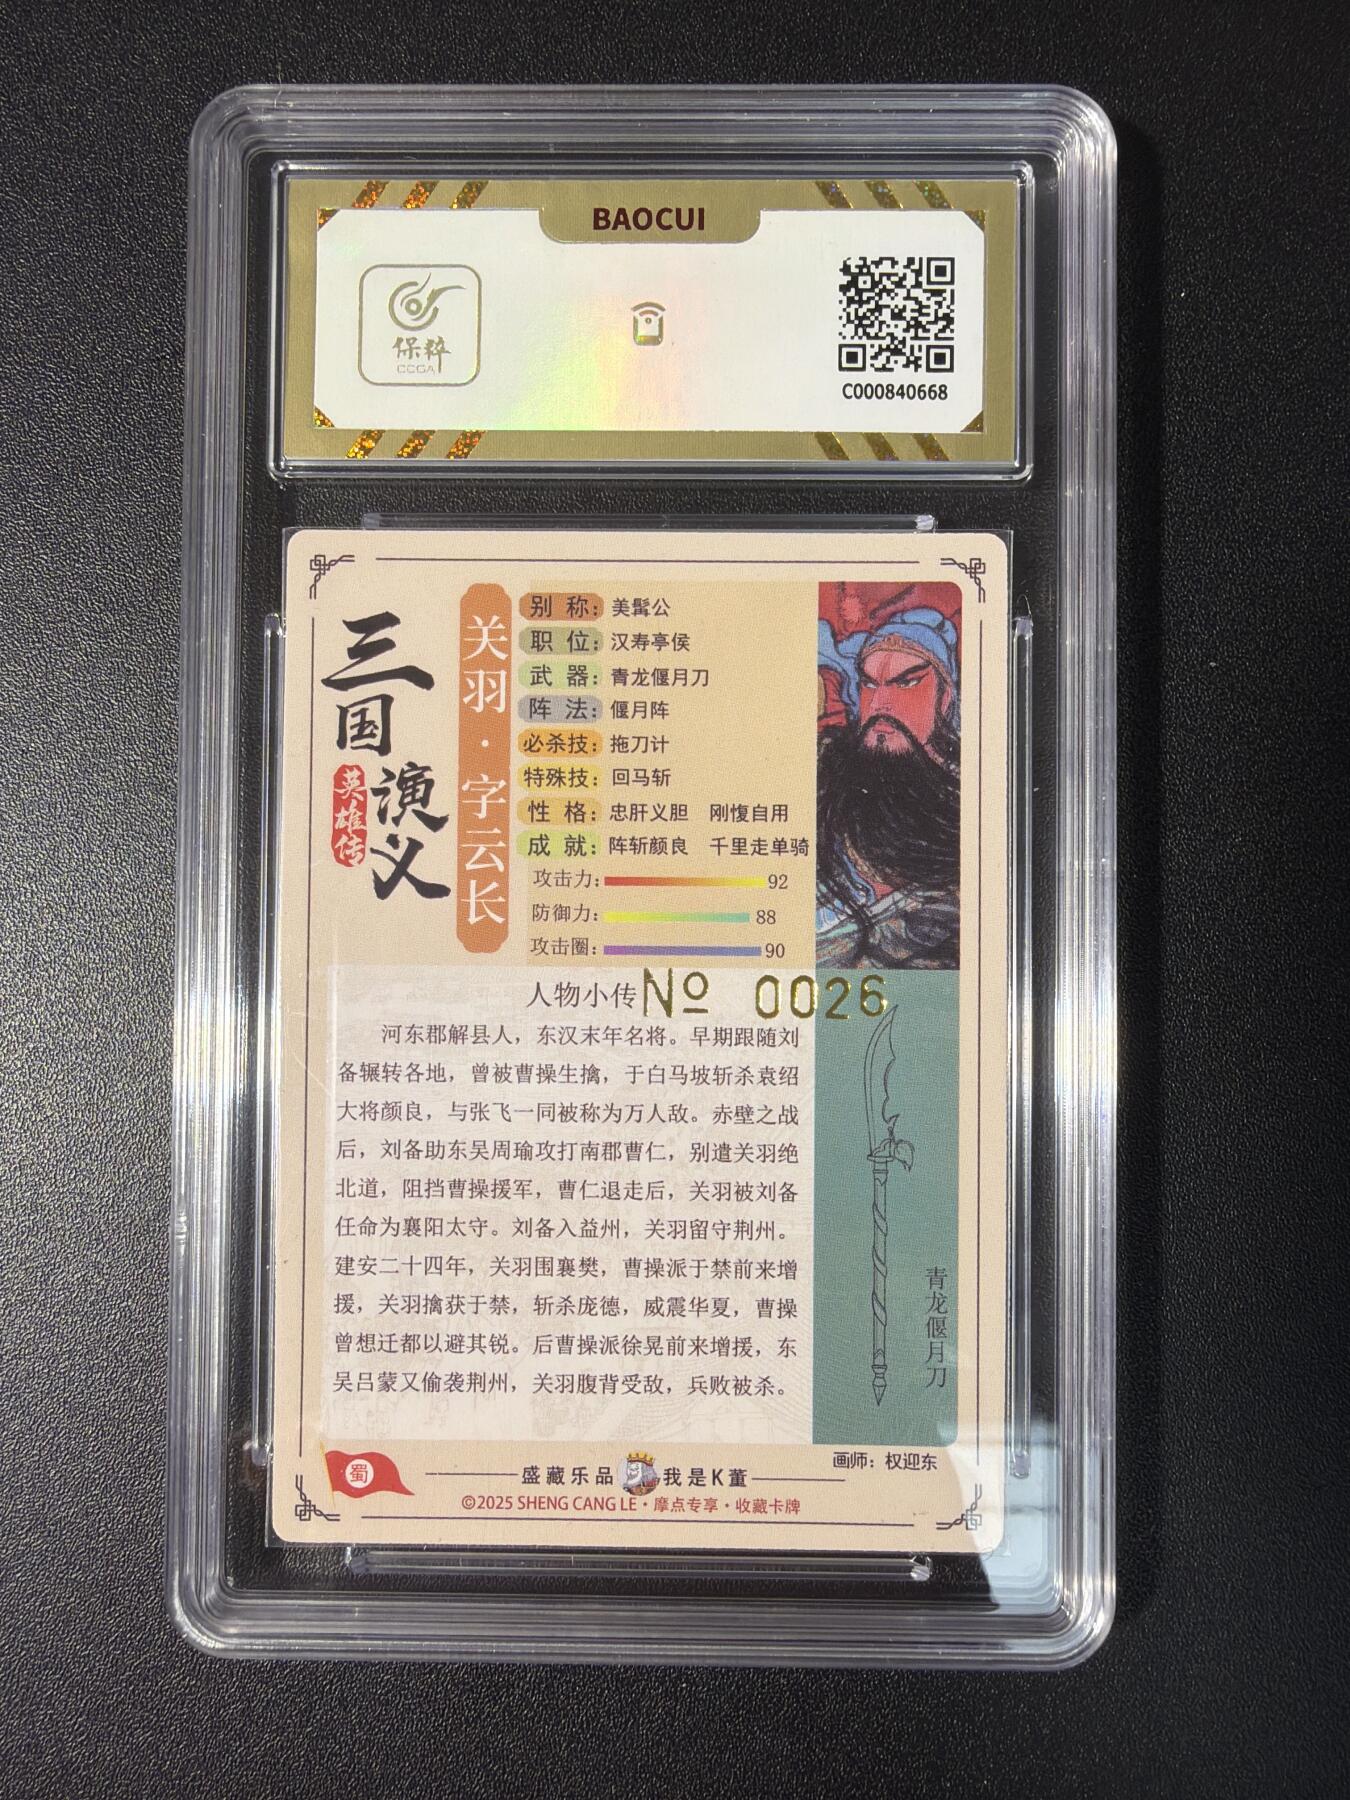 BAOCUI
保粹
CCGA
C000840668
三国演义
英雄传
关羽·字云长
别 称：美髯公
职 位：汉寿亭侯
武 器：青龙偃月刀
阵 法：偃月阵
必杀技：拖刀计
特殊技：回马斩
性 格：忠肝义胆 刚愎自用
成 就：阵斩颜良 千里走单骑
攻击力：92
防御力：88
攻击圈：90
人物小传
№ 0026
河东郡解县人，东汉末年名将。早期跟随刘
备辗转各地，曾被曹操生擒，于白马坡斩杀袁绍
大将颜良，与张飞一同被称为万人敌。赤壁之战
后，刘备助东吴周瑜攻打南郡曹仁，别遣关羽绝
北道，阻挡曹操援军，曹仁退走后，关羽被刘备
任命为襄阳太守。刘备入益州，关羽留守荆州。
建安二十四年，关羽围襄樊，曹操派于禁前来增
援，关羽擒获于禁，斩杀庞德，威震华夏，曹操
曾想迁都以避其锐。后曹操派徐晃前来增援，东
吴吕蒙又偷袭荆州，关羽腹背受敌，兵败被杀。
青龙偃月刀
画师：权迎东
蜀
盛藏乐品 我是K董
©2025 SHENG CANG LE·摩点专享·收藏卡牌